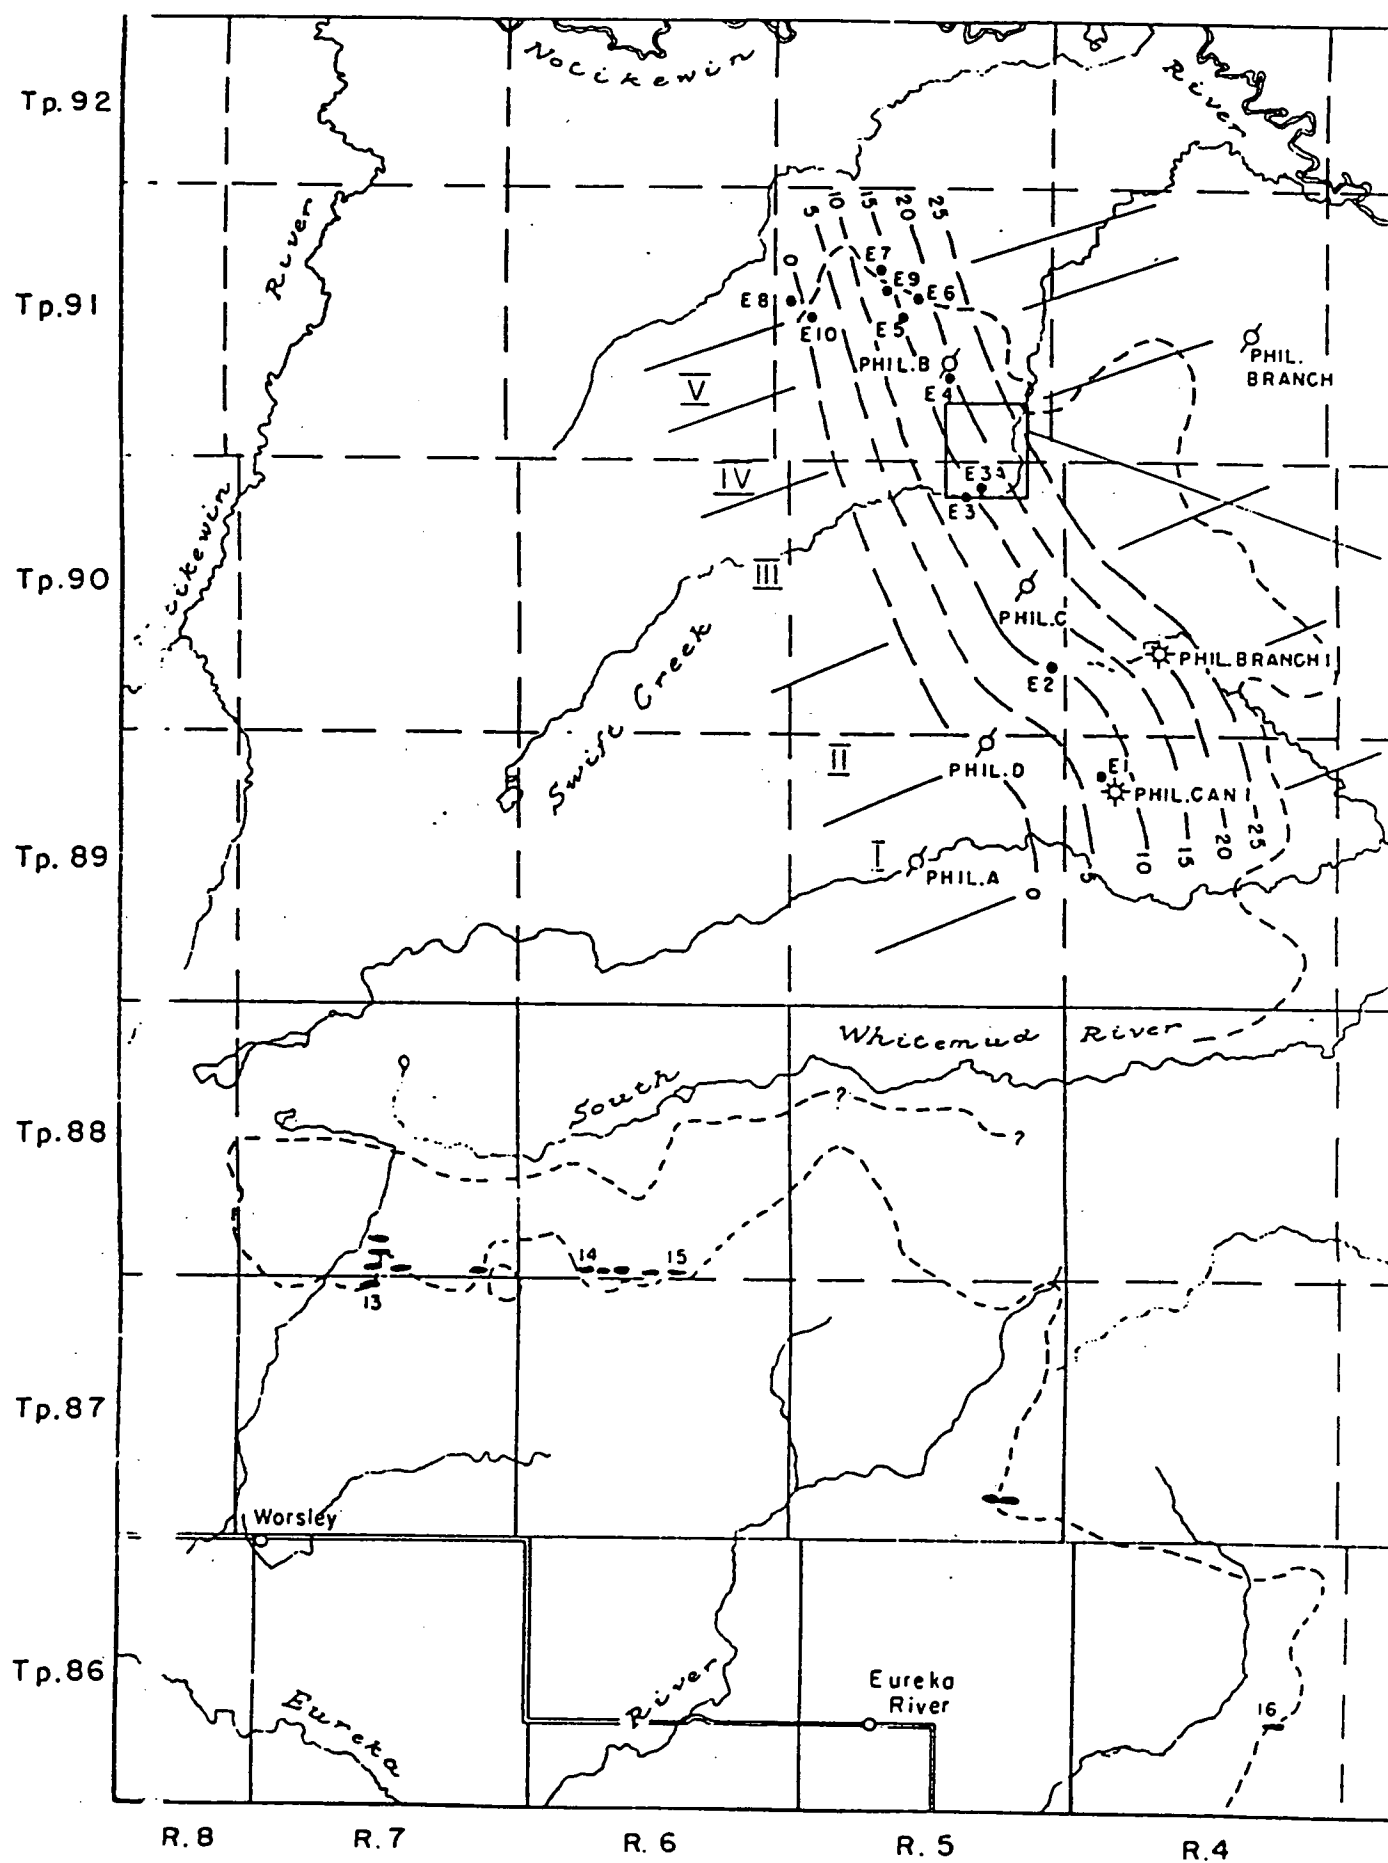 Nocikewin
River
Tp.92
River
5
10
15
20
25
0
E7
E9
E6
E8
E10
E5
Tp.91
PHIL.B
E4
PHIL.
BRANCH
V
IV
E3A
E3
III
Tp.90
PHIL.C
Swift Creek
PHIL.BRANCH 1
E2
II
PHIL.D
E1
PHIL.CAN 1
Tp.89
I
PHIL.A
0
5
10
15
20
25
Whitemud River
South
?
?
Tp.88
14
15
13
Tp.87
Worsley
Tp.86
Eureka
River
Eureka
River
16
R.8
R.7
R.6
R.5
R.4